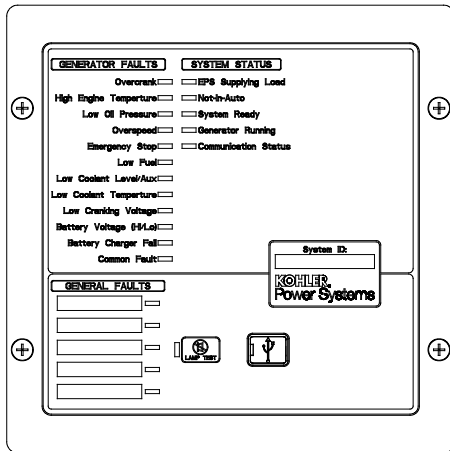 GENERATOR FAULTS
Overcrank
High Engine Temperture
Low Oil Pressure
Overspeed
Emergency Stop
Low Fuel
Low Coolant Level/Aux
Low Coolant Temperture
Low Cranking Voltage
Battery Voltage (Hi/Lo)
Battery Charger Fail
Common Fault
SYSTEM STATUS
EPS Supplying Load
Not-in-Auto
System Ready
Generator Running
Communication Status
System ID:
KOHLER
Power Systems
GENERAL FAULTS
LAMP TEST